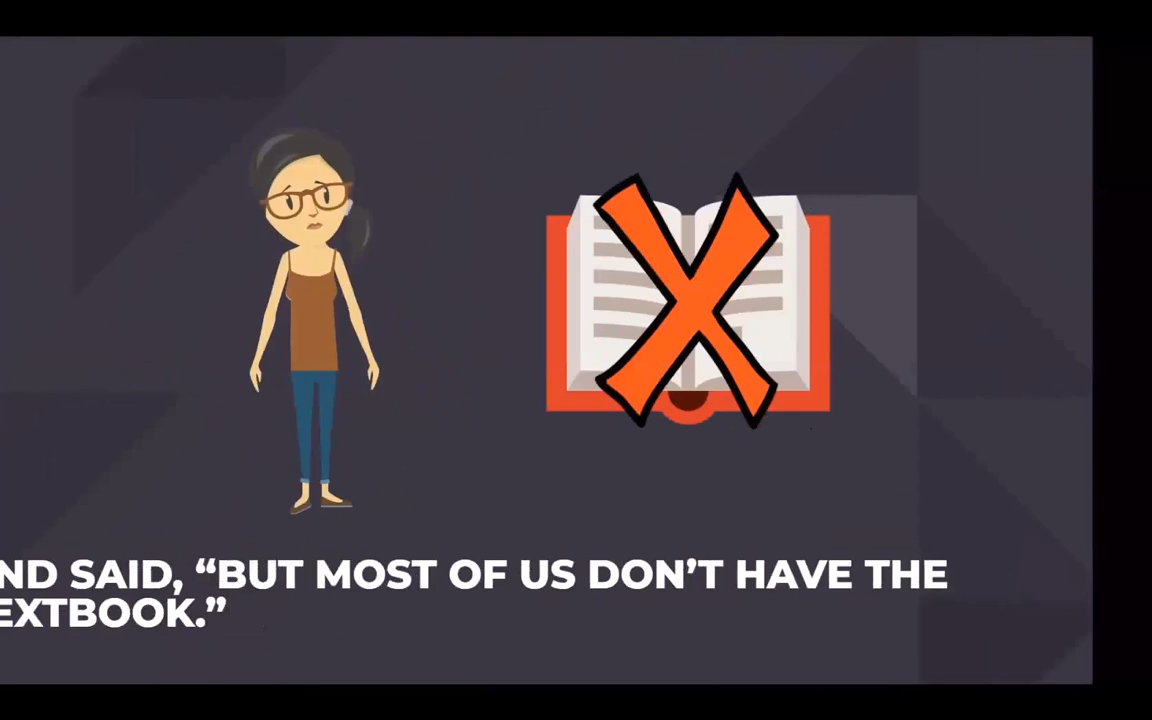 ND SAID, “BUT MOST OF US DON’T HAVE THE
EXTBOOK.”